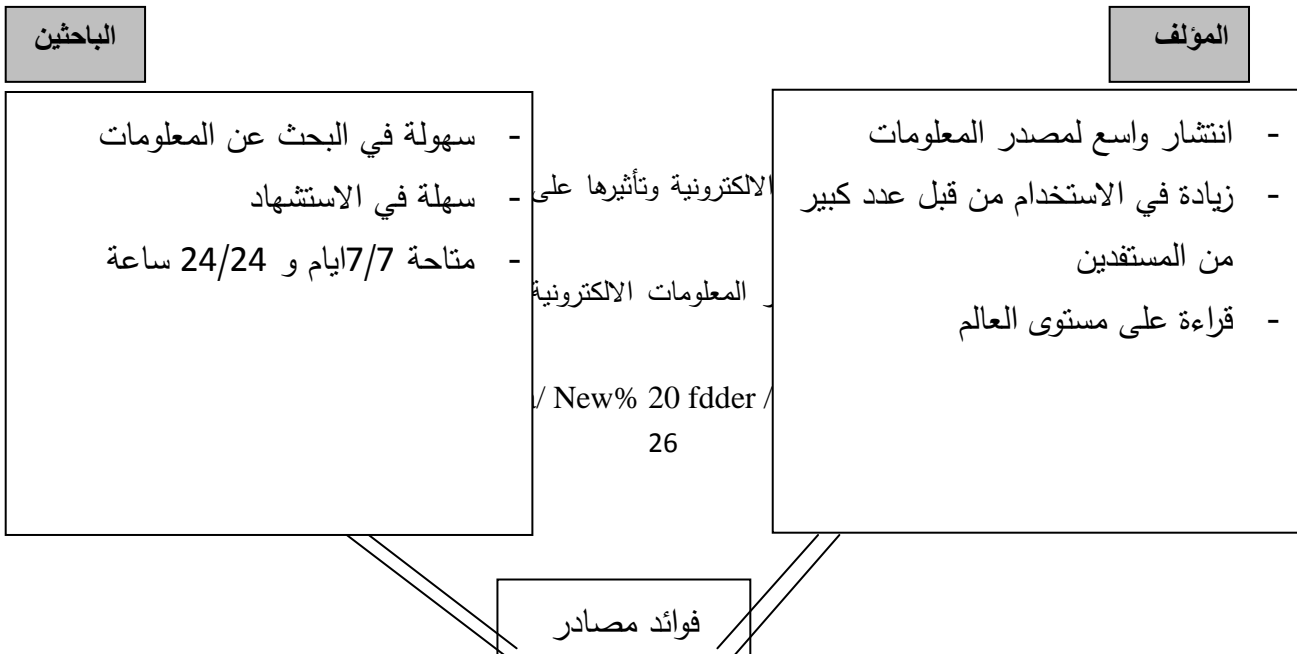 المؤلف
- انتشار واسع لمصدر المعلومات
- زيادة في الاستخدام من قبل عدد كبير
من المستفدين
- قراءة على مستوى العالم
الباحثين
- سهولة في البحث عن المعلومات
- سهلة في الاستشهاد
- متاحة 7/7ايام و 24/24 ساعة
الالكترونية وتأثيرها على
المعلومات الالكترونية
/ New% 20 fdder /
26
فوائد مصادر